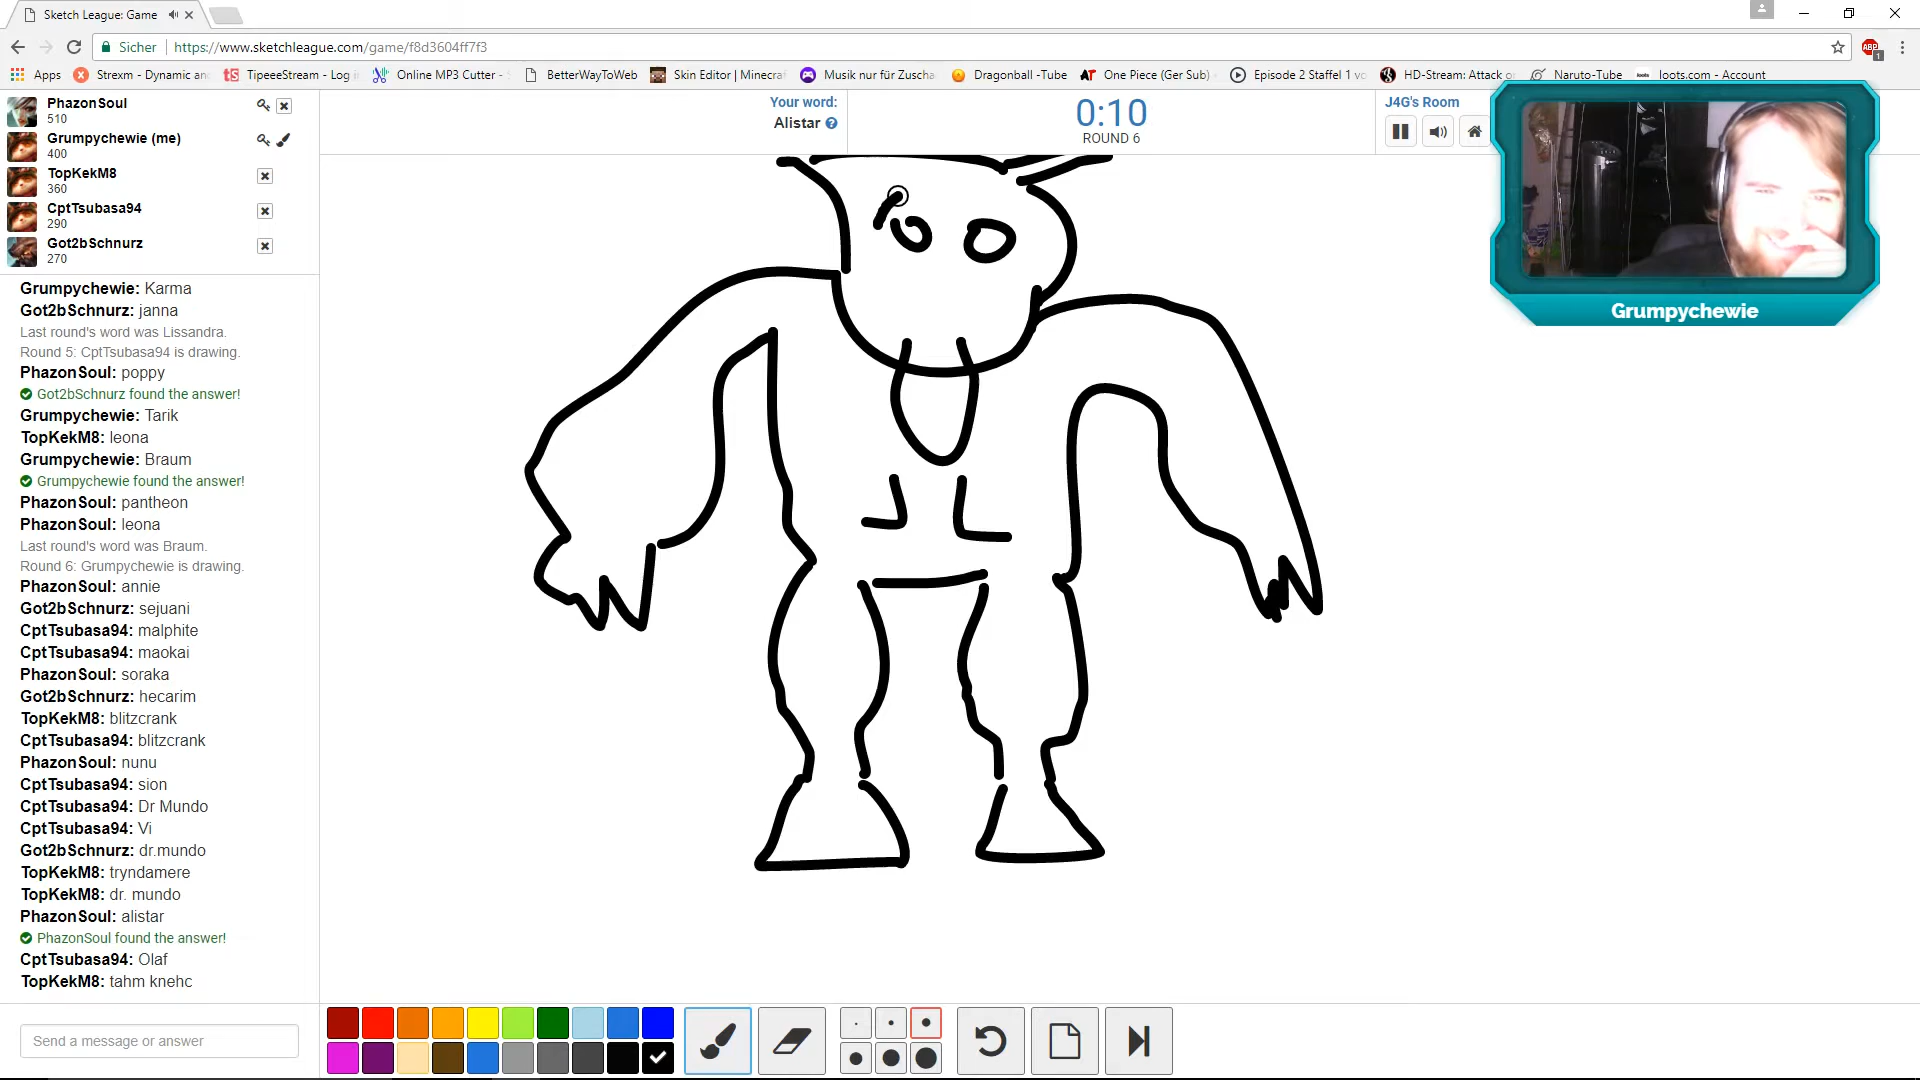 Sketch League: Game
Sicher https://www.sketchleague.com/game/f8d3604ff7f3
Apps Strexm - Dynamic an TipeeeStream - Log i Online MP3 Cutter - BetterWayToWeb Skin Editor | Minecra Musik nur für Zuscha Dragonball -Tube One Piece (Ger Sub) Episode 2 Staffel 1 vo HD-Stream: Attack o Naruto-Tube loots.com - Account
PhazonSoul
510
Grumpychewie (me)
400
TopKekM8
360
CptTsubasa94
290
Got2bSchnurz
270
Your word:
Alistar
0:10
ROUND 6
J4G's Room
Grumpychewie
Grumpychewie: Karma
Got2bSchnurz: janna
Last round's word was Lissandra.
Round 5: CptTsubasa94 is drawing.
PhazonSoul: poppy
Got2bSchnurz found the answer!
Grumpychewie: Tarik
TopKekM8: leona
Grumpychewie: Braum
Grumpychewie found the answer!
PhazonSoul: pantheon
PhazonSoul: leona
Last round's word was Braum.
Round 6: Grumpychewie is drawing.
PhazonSoul: annie
Got2bSchnurz: sejuani
CptTsubasa94: malphite
CptTsubasa94: maokai
PhazonSoul: soraka
Got2bSchnurz: hecarim
TopKekM8: blitzcrank
CptTsubasa94: blitzcrank
PhazonSoul: nunu
CptTsubasa94: sion
CptTsubasa94: Dr Mundo
CptTsubasa94: Vi
Got2bSchnurz: dr.mundo
TopKekM8: tryndamere
TopKekM8: dr. mundo
PhazonSoul: alistar
PhazonSoul found the answer!
CptTsubasa94: Olaf
TopKekM8: tahm knehc
Send a message or answer